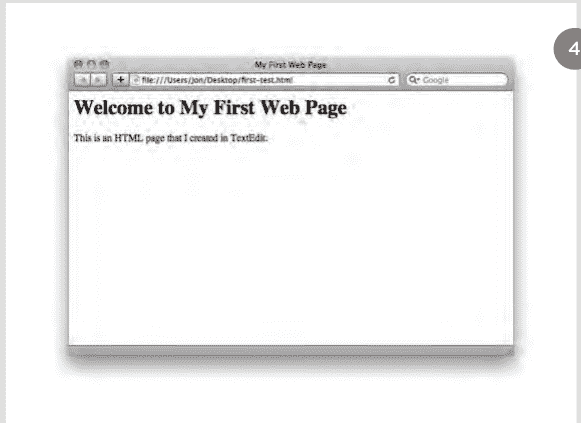 4
My First Web Page
+ file:///Users/jon/Desktop/first-test.html Google
Welcome to My First Web Page
This is an HTML page that I created in TextEdit.